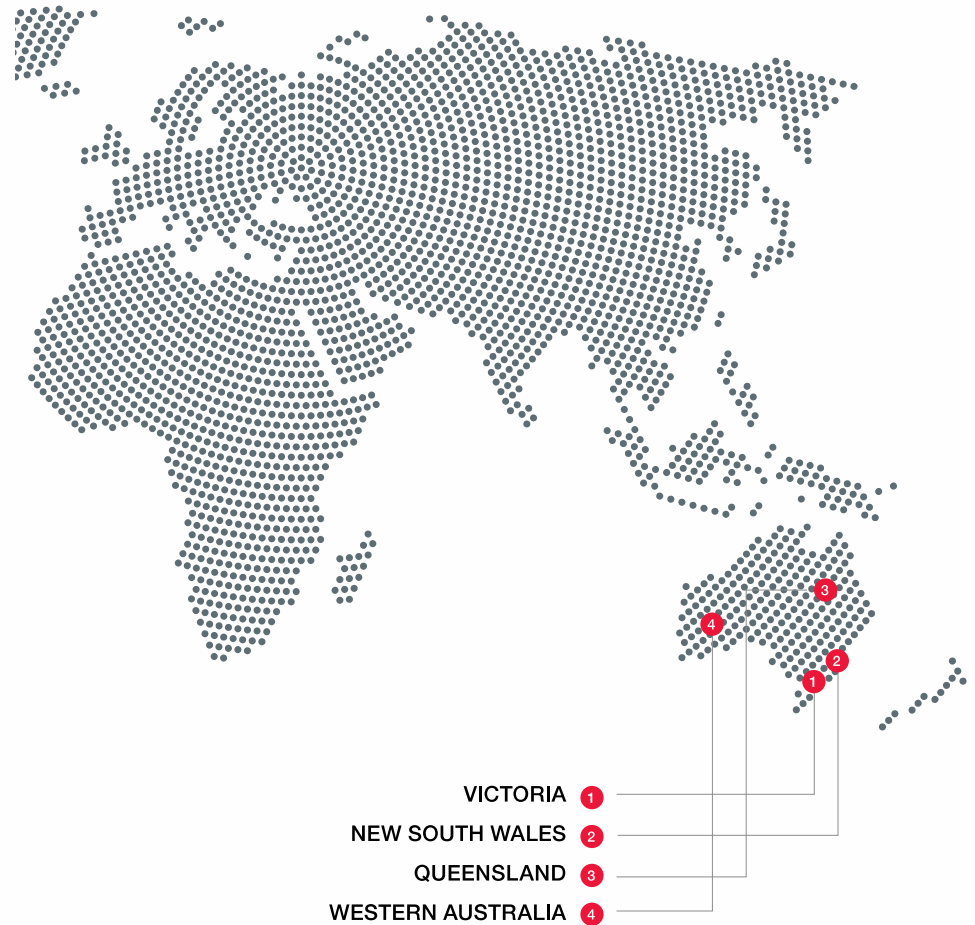 3
4
2
1
VICTORIA 1
NEW SOUTH WALES 2
QUEENSLAND 3
WESTERN AUSTRALIA 4